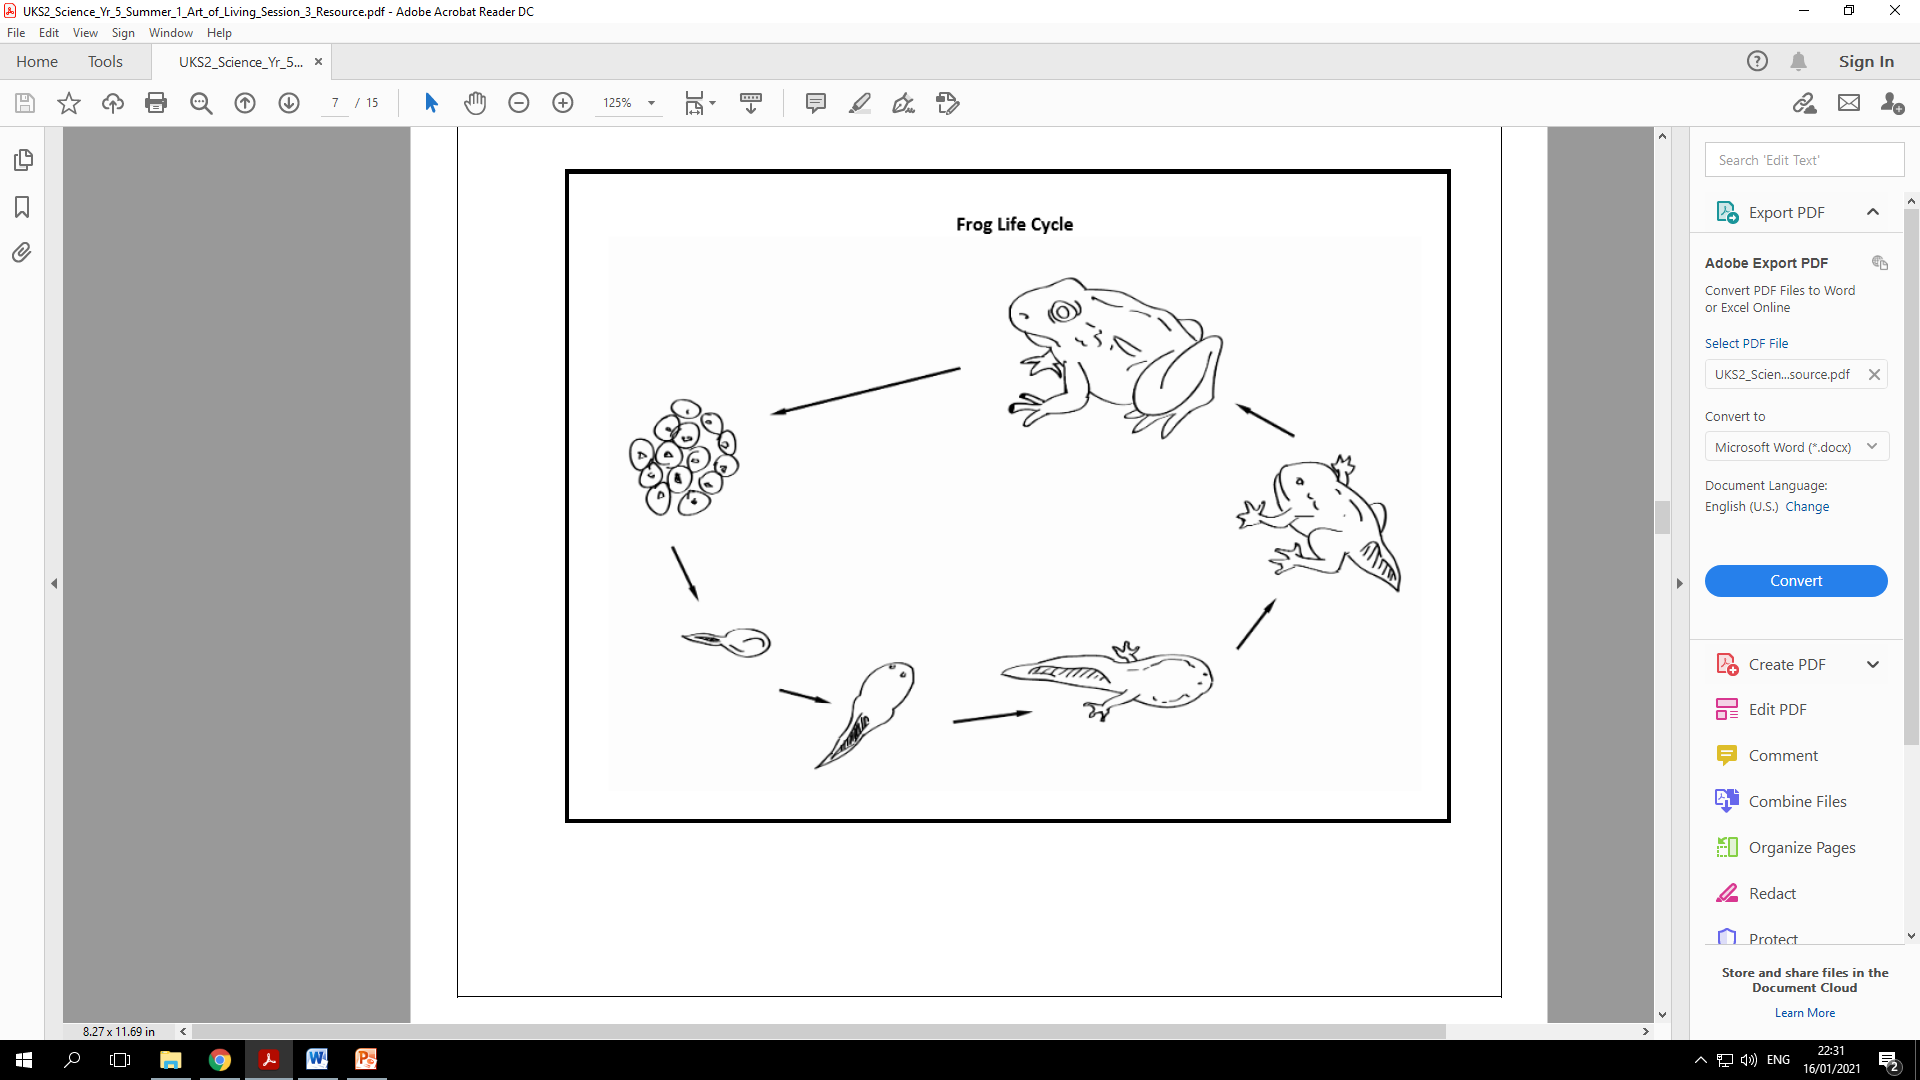 UKS2_Science_Yr_5_Summer_1_Art_of_Living_Session_3_Resource.pdf - Adobe Acrobat Reader DC
File Edit View Sign Window Help
Home Tools UKS2_Science_Yr_5... ×
Sign In
7 / 15
125%
Search 'Edit Text'
Export PDF
Frog Life Cycle
Adobe Export PDF
Convert PDF Files to Word
or Excel Online
Select PDF File
UKS2_Scien...source.pdf
Convert to
Microsoft Word (*.docx)
Document Language:
English (U.S.) Change
Convert
Create PDF
Edit PDF
Comment
Combine Files
Organize Pages
Redact
Protect
Store and share files in the
Document Cloud
Learn More
8.27 x 11.69 in
ENG
22:31
16/01/2021
2